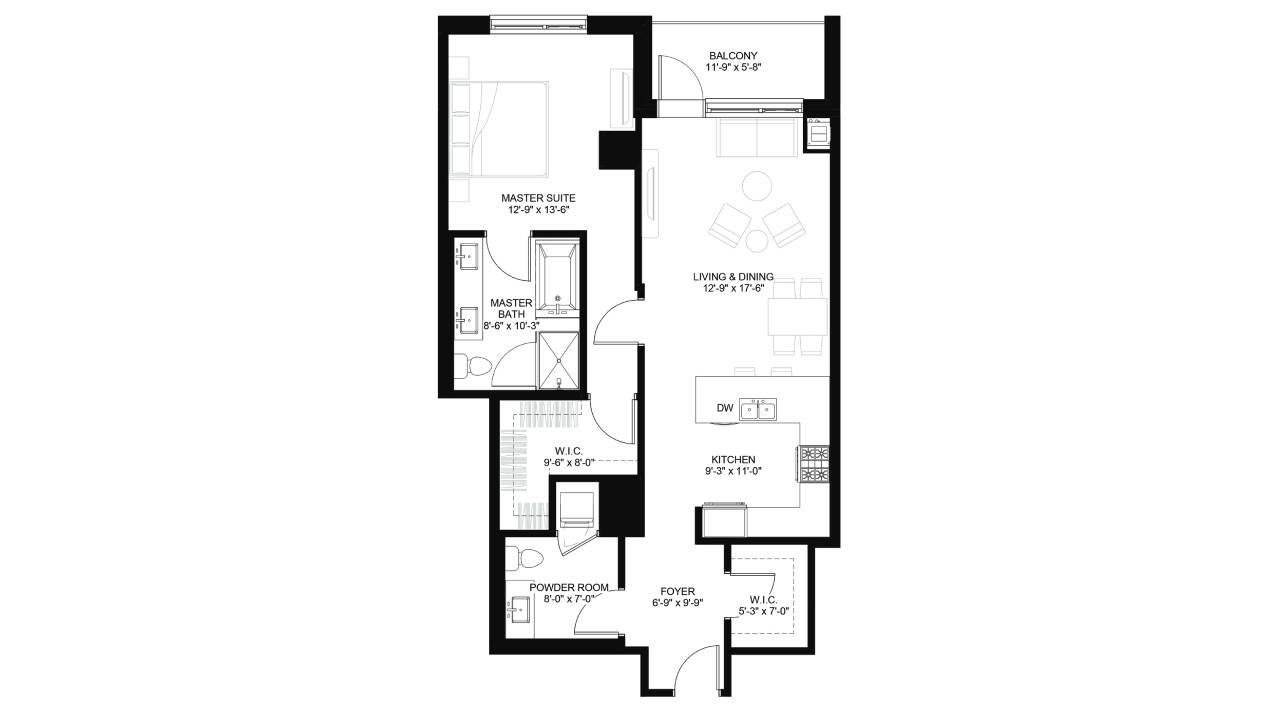 BALCONY
11'-9" x 5'-8"
MASTER SUITE
12'-9" x 13'-6"
LIVING & DINING
12'-9" x 17'-6"
MASTER
BATH
8'-6" x 10'-3"
DW
W.I.C.
9'-6" x 8'-0"
KITCHEN
9'-3" x 11'-0"
POWDER ROOM
8'-0" x 7'-0"
FOYER
6'-9" x 9'-9"
W.I.C.
5'-3" x 7'-0"